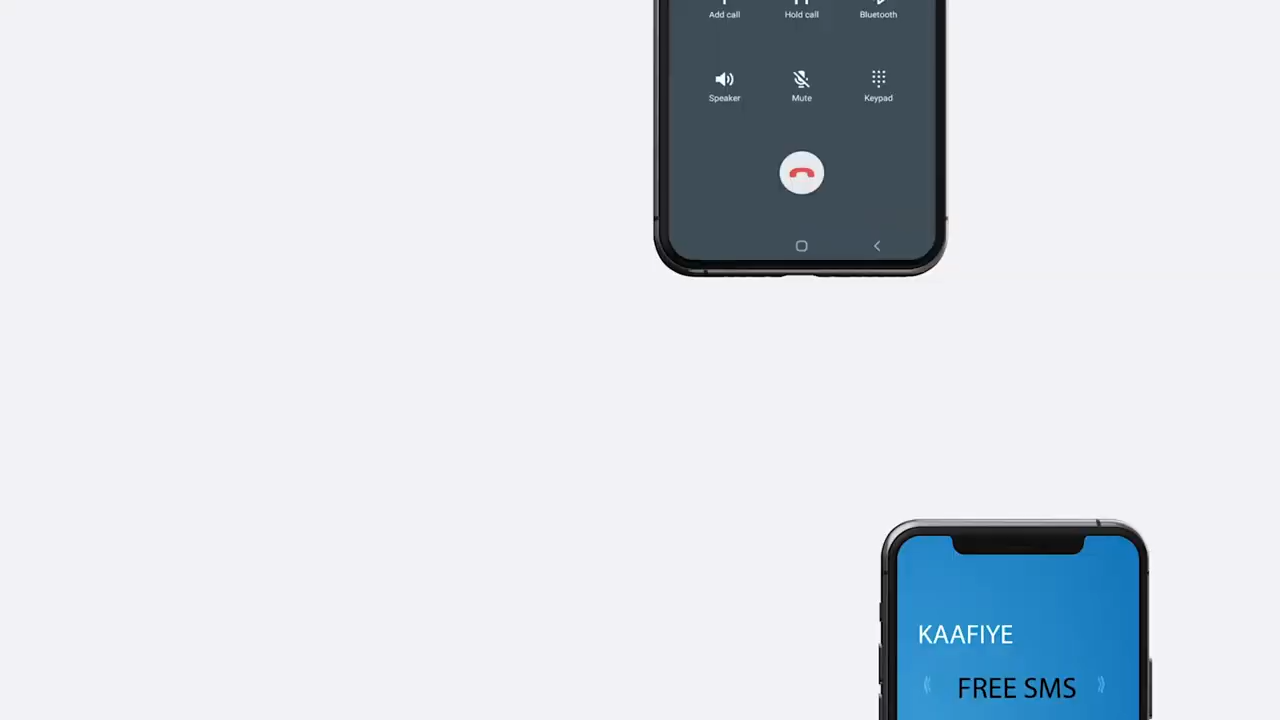 Add call Hold call Bluetooth
Speaker Mute Keypad
KAAFIYE
FREE SMS